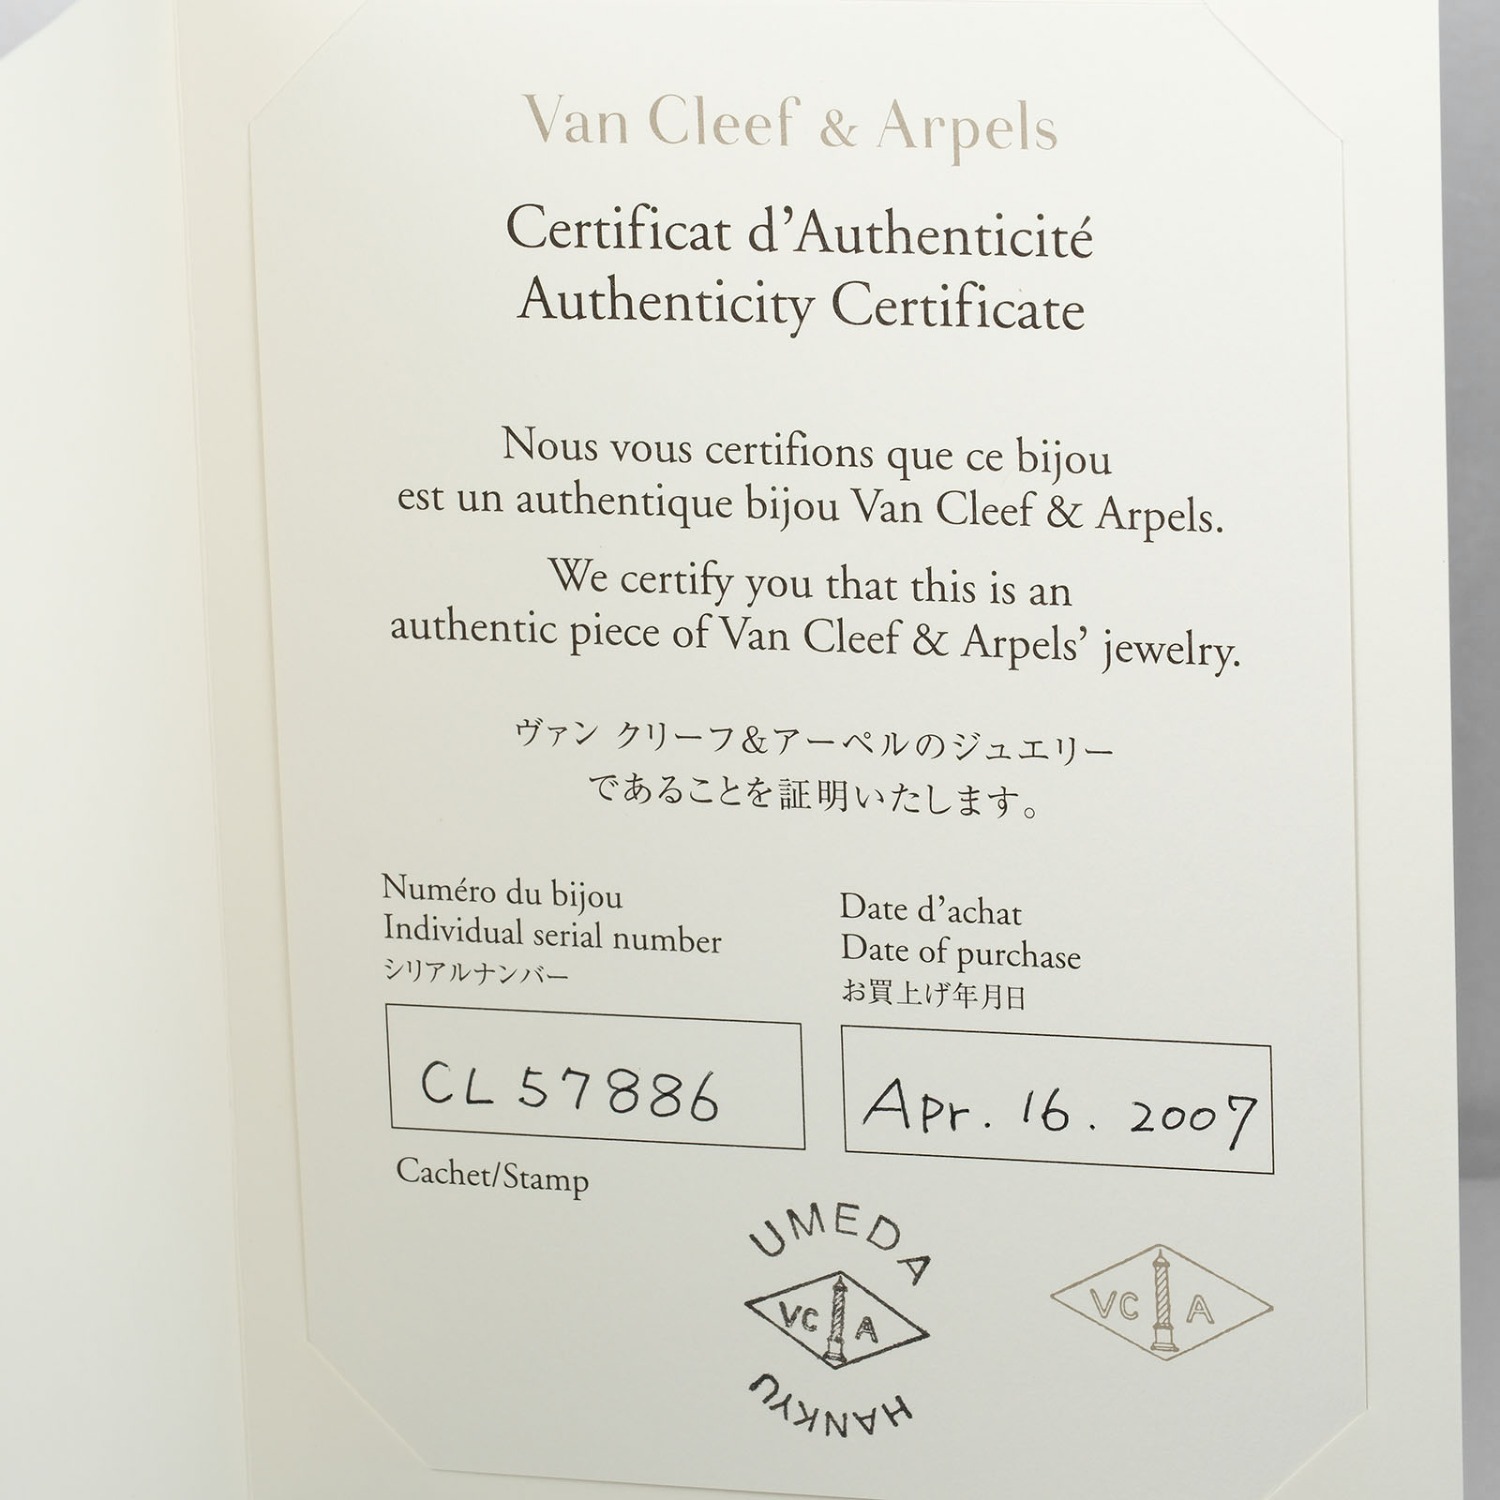 Van Cleef & Arpels
Certificat d'Authenticité
Authenticity Certificate
Nous vous certifions que ce bijou
est un authentique bijou Van Cleef & Arpels.
We certify you that this is an
authentic piece of Van Cleef & Arpels' jewelry.
ヴァン クリーフ&アーペルのジュエリー
であることを証明いたします。
Numéro du bijou
Individual serial number
シリアルナンバー
CL57886
Date d'achat
Date of purchase
お買上げ年月日
Apr. 16. 2007
Cachet/Stamp
UMEDA
VC A
HANKYU
VC A